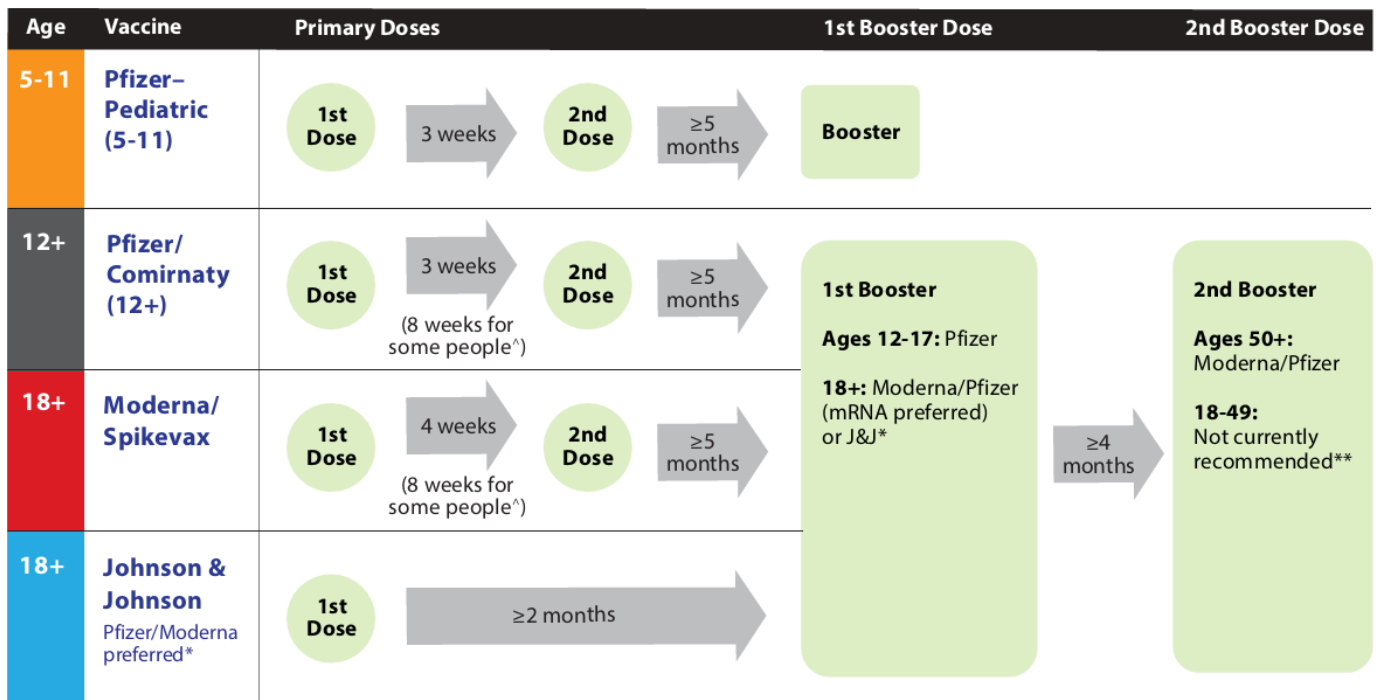 Age Vaccine Primary Doses 1st Booster Dose 2nd Booster Dose
5-11
Pfizer–
Pediatric
(5-11)
1st
Dose
3 weeks
2nd
Dose
≥5
months
Booster
12+
Pfizer/
Comirnaty
(12+)
1st
Dose
3 weeks
(8 weeks for
some people^)
2nd
Dose
≥5
months
18+
Moderna/
Spikevax
1st
Dose
4 weeks
(8 weeks for
some people^)
2nd
Dose
≥5
months
18+
Johnson &
Johnson
Pfizer/Moderna
preferred*
1st
Dose
≥2 months
1st Booster
Ages 12-17: Pfizer
18+: Moderna/Pfizer
(mRNA preferred)
or J&J*
≥4
months
2nd Booster
Ages 50+:
Moderna/Pfizer
18-49:
Not currently
recommended**